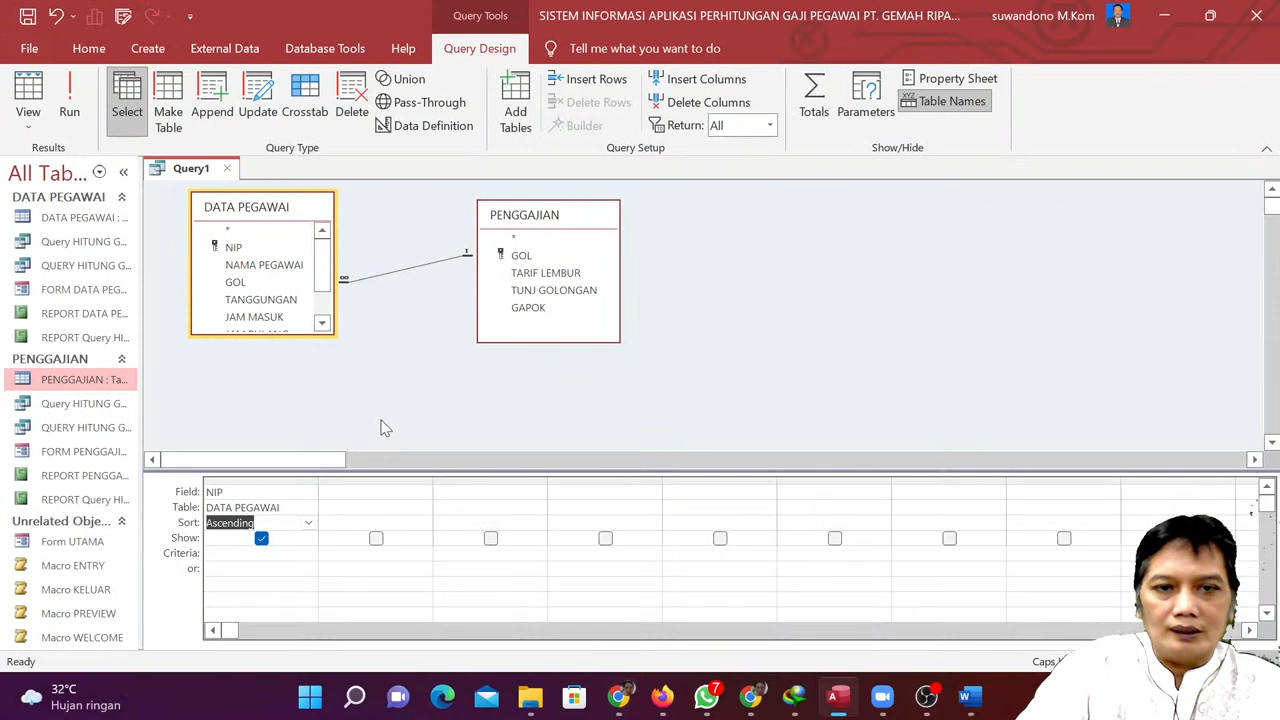 Query Tools
SISTEM INFORMASI APLIKASI PERHITUNGAN GAJI PEGAWAI PT. GEMAH RIPA...
suwandono M.Kom
File
Home
Create
External Data
Database Tools
Help
Query Design
Tell me what you want to do
View
Run
Select
Make Table
Append
Update
Crosstab
Delete
Union
Pass-Through
Data Definition
Add Tables
Insert Rows
Delete Rows
Builder
Insert Columns
Delete Columns
Return: All
Totals
Parameters
Property Sheet
XYZ Table Names
Results
Query Type
Query Setup
Show/Hide
All Tab...
Query1
DATA PEGAWAI
DATA PEGAWAI : ...
Query HITUNG G...
QUERY HITUNG G...
FORM DATA PEG...
REPORT DATA PE...
REPORT Query HI...
PENGGAJIAN
PENGGAJIAN : Ta...
Query HITUNG G...
QUERY HITUNG G...
FORM PENGGAJI...
REPORT PENGGA...
REPORT Query HI...
Unrelated Obje...
Form UTAMA
Macro ENTRY
Macro KELUAR
Macro PREVIEW
Macro WELCOME
DATA PEGAWAI
*
NIP
NAMA PEGAWAI
GOL
TANGGUNGAN
JAM MASUK
∞
1
PENGGAJIAN
*
GOL
TARIF LEMBUR
TUNJ GOLONGAN
GAPOK
Field: NIP
Table: DATA PEGAWAI
Sort: Ascending
Show:
Criteria:
or:
Ready
Caps
32°C
Hujan ringan
7